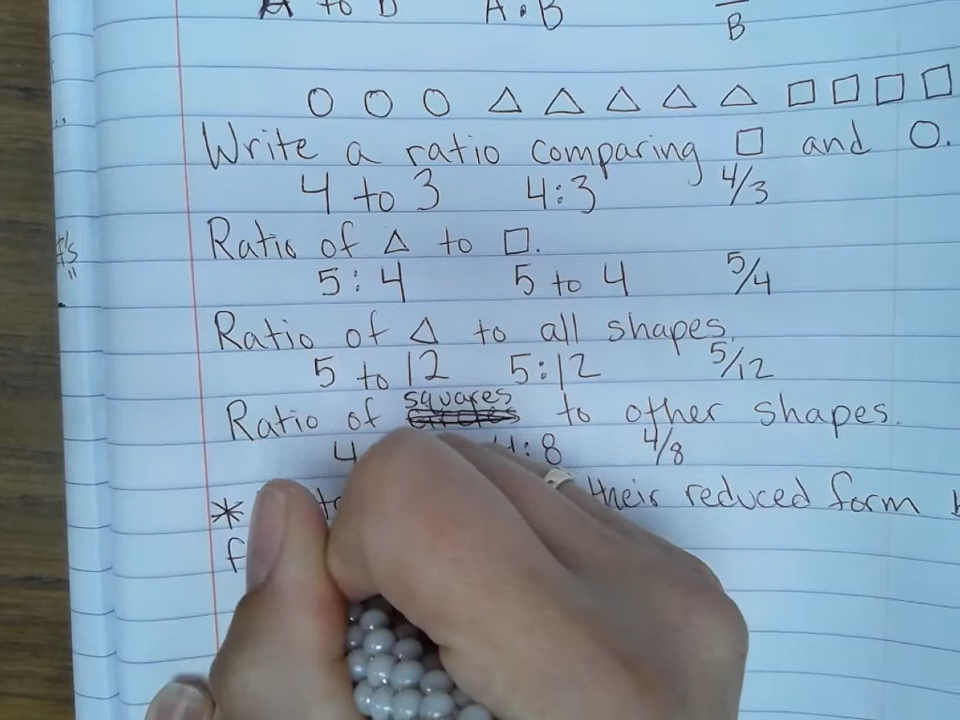 A to B A:B B
Write a ratio comparing □ and ○.
4 to 3 4:3 4/3
Ratio of △ to □.
5:4 5 to 4 5/4
Ratio of △ to all shapes.
5 to 12 5:12 5/12
squares
Ratio of to other shapes.
4 4:8 4/8
* their reduced form
f